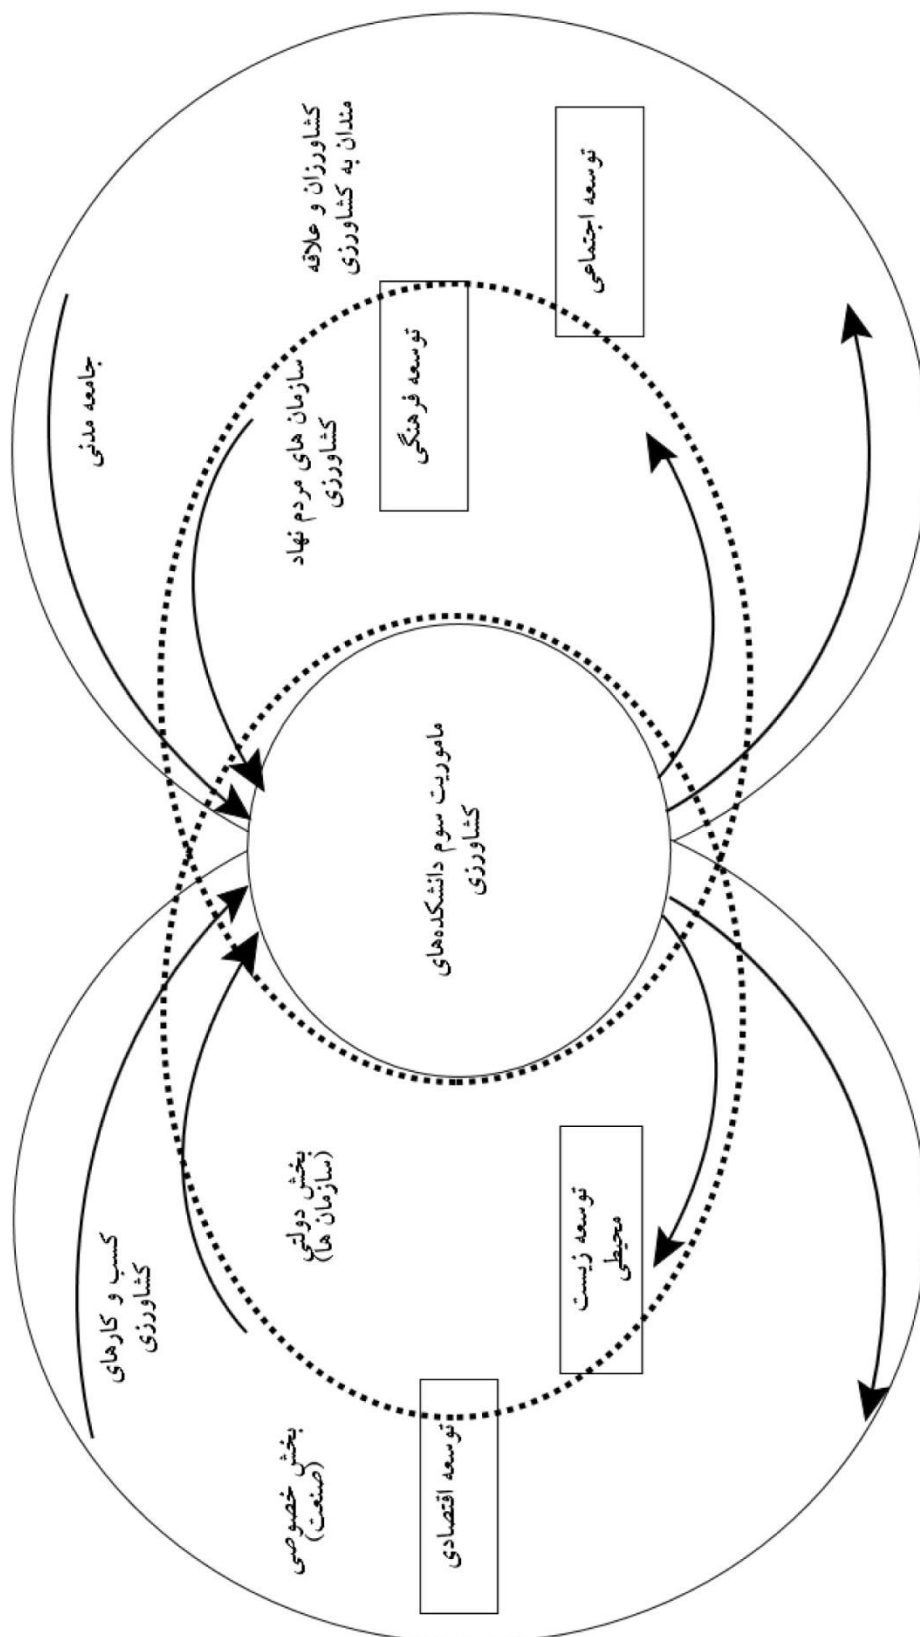 جامعه مدنی
کشاورزان و علاقه
مندان به کشاورزی
سازمان های مردم نهاد
کشاورزی
توسعه فرهنگی
توسعه اجتماعی
ماموریت سوم دانشکده‌های
کشاورزی
کسب و کارهای
کشاورزی
بخش دولتی
(سازمان ها)
بخش خصوصی
(صنعت)
توسعه زیست
محیطی
توسعه اقتصادی